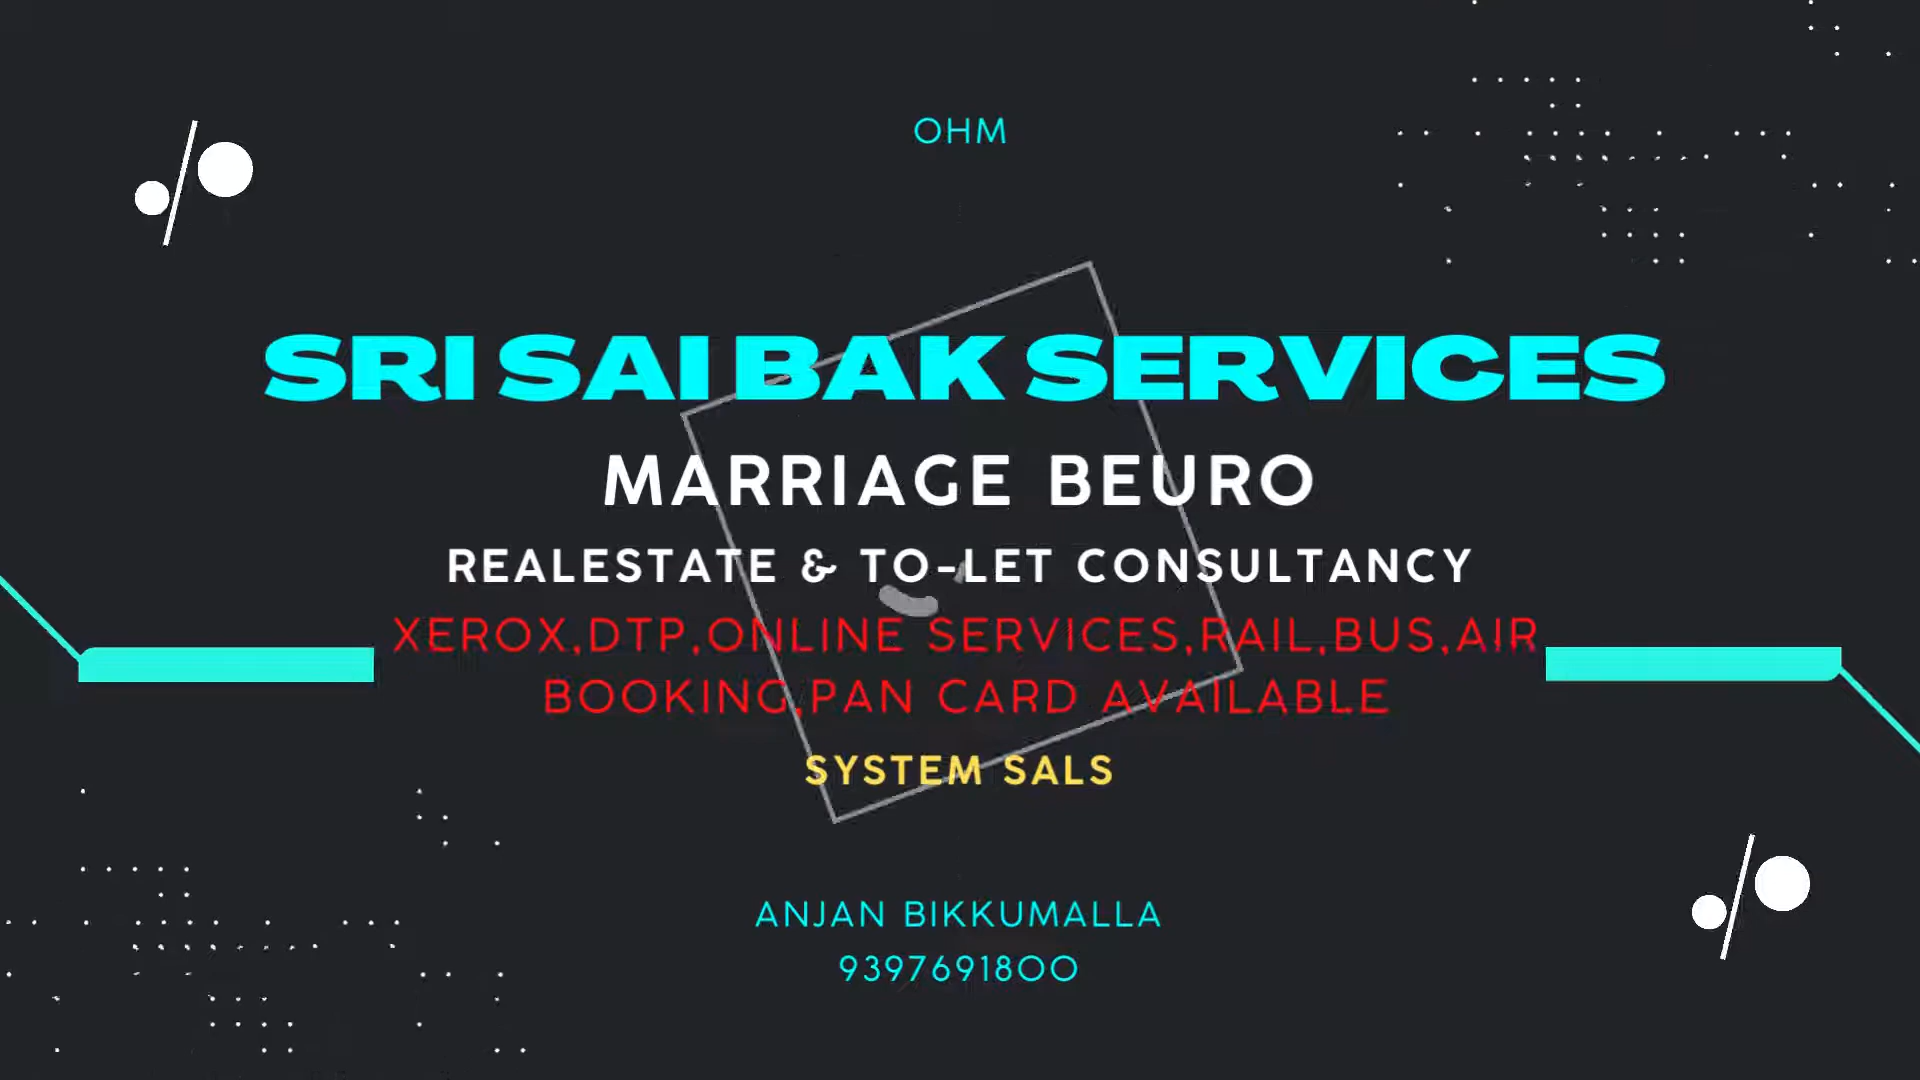 OHM
SRI SAI BAK SERVICES
MARRIAGE BEURO
REALESTATE & TO-LET CONSULTANCY
XEROX,DTP,ONLINE SERVICES,RAIL,BUS,AIR
BOOKING,PAN CARD AVAILABLE
SYSTEM SALS
ANJAN BIKKUMALLA
9397691800